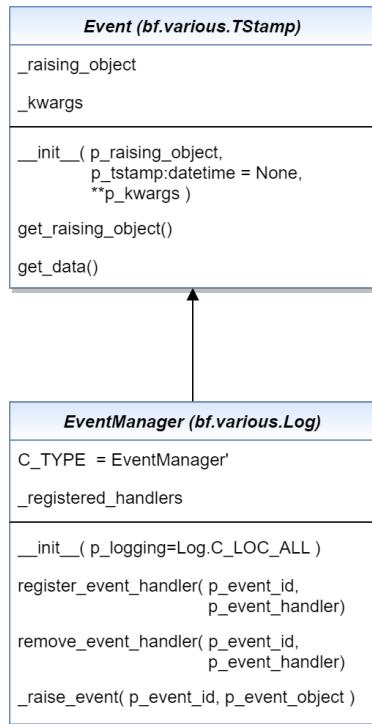 Event (bf.various.TStamp)
_raising_object
_kwargs
__init__( p_raising_object,
p_tstamp:datetime = None,
**p_kwargs )
get_raising_object()
get_data()
EventManager (bf.various.Log)
C_TYPE = EventManager'
_registered_handlers
__init__( p_logging=Log.C_LOC_ALL )
register_event_handler( p_event_id,
p_event_handler)
remove_event_handler( p_event_id,
p_event_handler)
_raise_event( p_event_id, p_event_object )